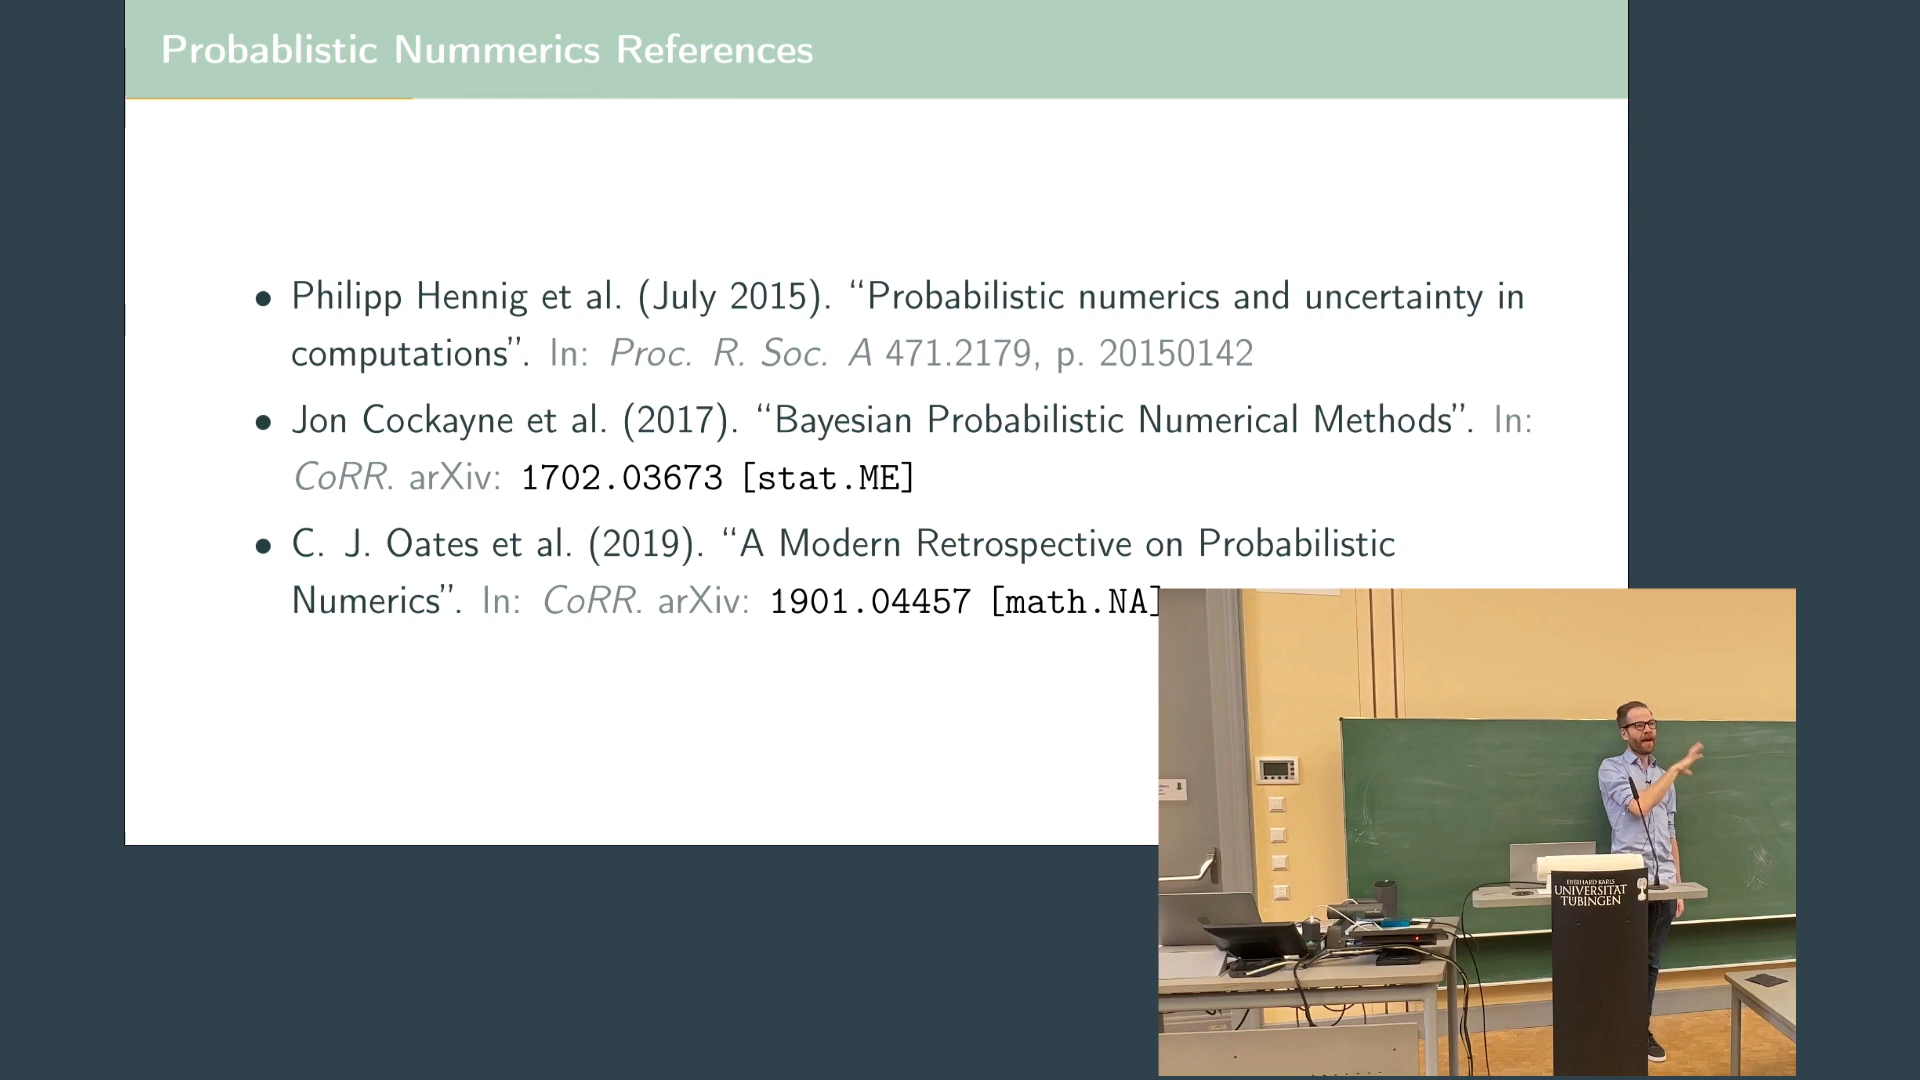 Probablistic Nummerics References
• Philipp Hennig et al. (July 2015). “Probabilistic numerics and uncertainty in
computations”. In: Proc. R. Soc. A 471.2179, p. 20150142
• Jon Cockayne et al. (2017). “Bayesian Probabilistic Numerical Methods”. In:
CoRR. arXiv: 1702.03673 [stat.ME]
• C. J. Oates et al. (2019). “A Modern Retrospective on Probabilistic
Numerics”. In: CoRR. arXiv: 1901.04457 [math.NA]
EBERHARD KARLS
UNIVERSITÄT
TÜBINGEN